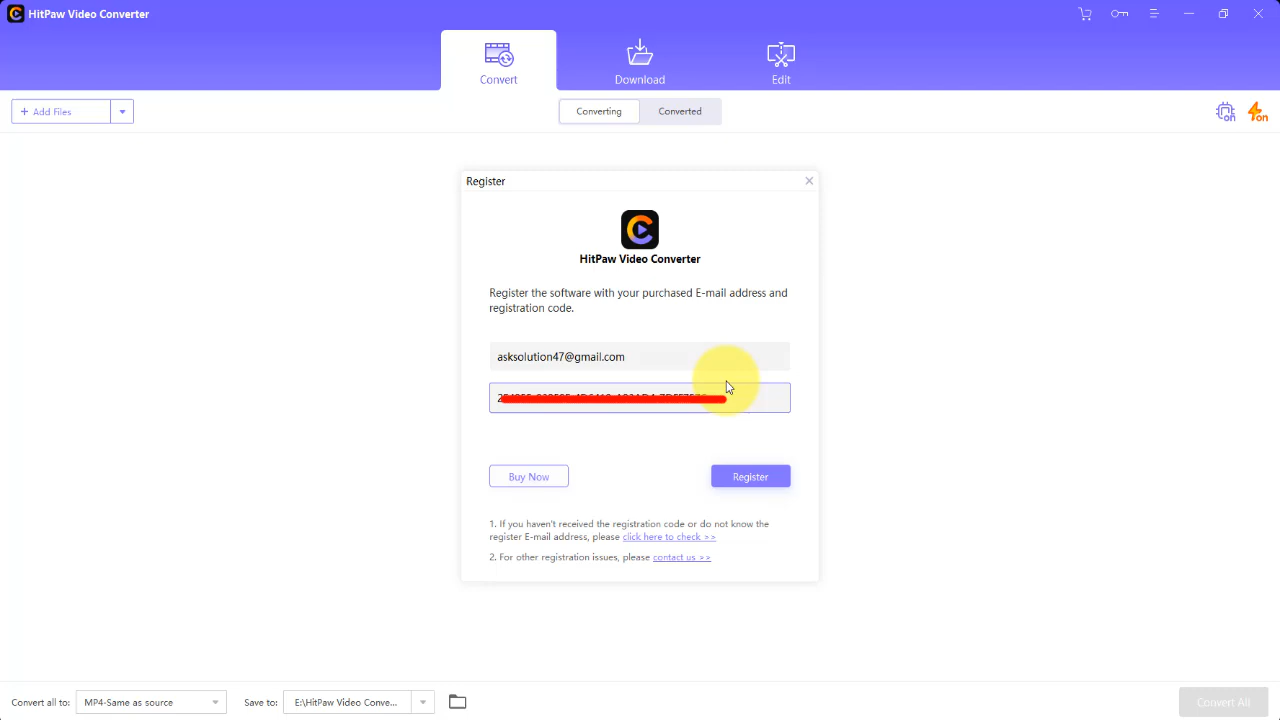 HitPaw Video Converter
Convert
Download
Edit
+ Add Files
Converting
Converted
on
on
Register
HitPaw Video Converter
Register the software with your purchased E-mail address and
registration code.
asksolution47@gmail.com
Buy Now
Register
1. If you haven't received the registration code or do not know the
register E-mail address, please click here to check >>
2. For other registration issues, please contact us >>
Convert all to:
MP4-Same as source
Save to:
E:\HitPaw Video Conve...
Convert All